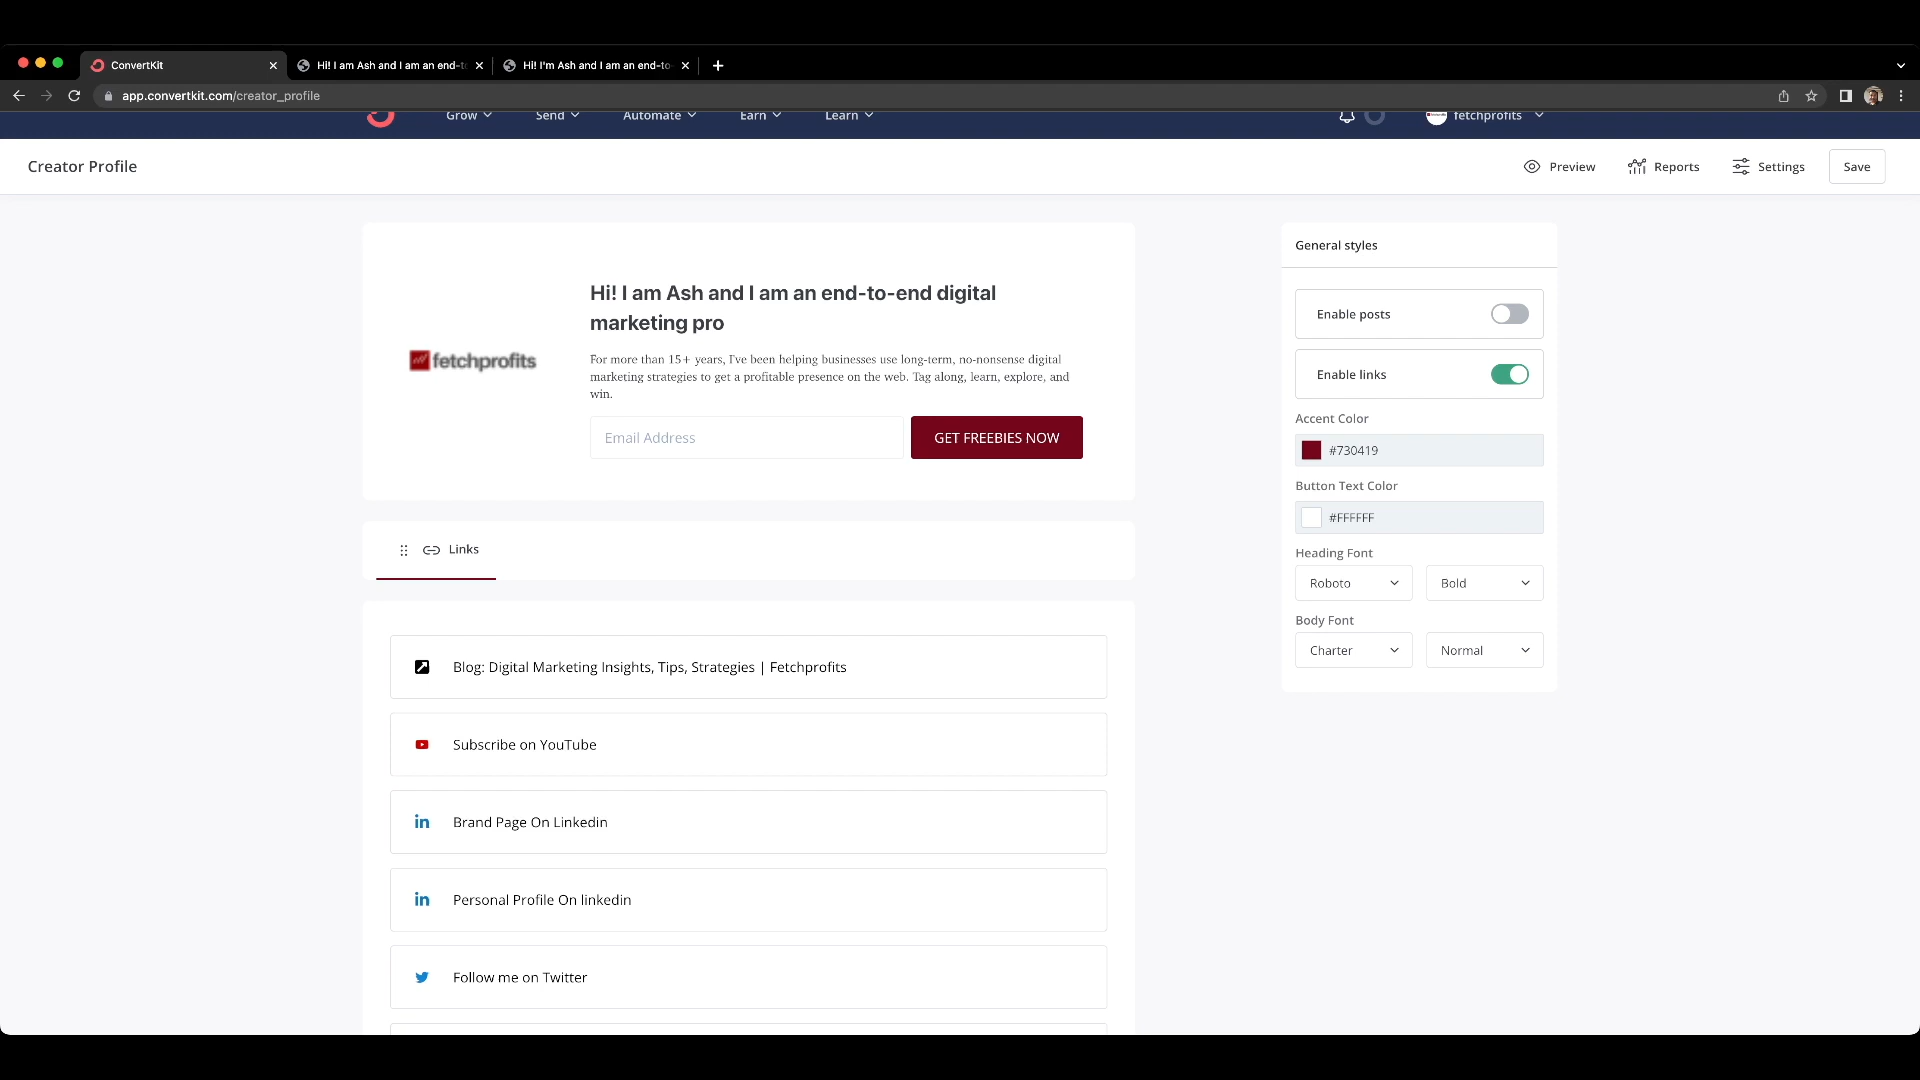 ConvertKit
Hi! I am Ash and I am an end-to
Hi! I'm Ash and I am an end-to-
app.convertkit.com/creator_profile
Grow
Send
Automate
Earn
Learn
fetchprofits
Creator Profile
Preview
Reports
Settings
Save
Hi! I am Ash and I am an end-to-end digital
marketing pro
fetchprofits
For more than 15+ years, I've been helping businesses use long-term, no-nonsense digital
marketing strategies to get a profitable presence on the web. Tag along, learn, explore, and
win.
Email Address
GET FREEBIES NOW
Links
Blog: Digital Marketing Insights, Tips, Strategies | Fetchprofits
Subscribe on YouTube
Brand Page On Linkedin
Personal Profile On linkedin
Follow me on Twitter
General styles
Enable posts
Enable links
Accent Color
#730419
Button Text Color
#FFFFFF
Heading Font
Roboto
Bold
Body Font
Charter
Normal